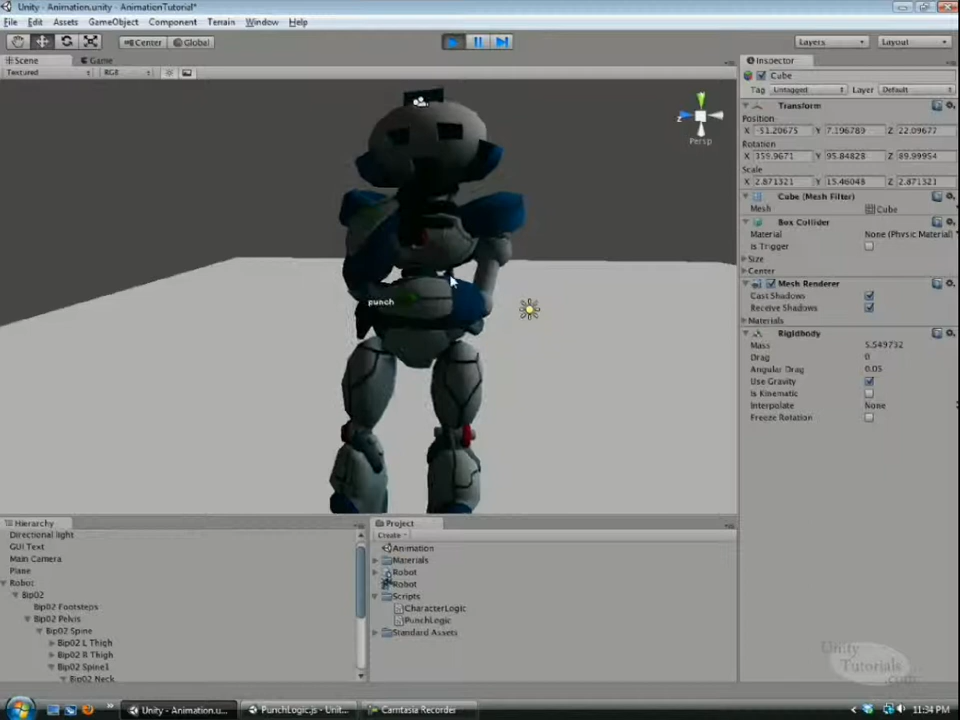 Unity - Animation.unity - AnimationTutorial*
File Edit Assets GameObject Component Terrain Window Help
Center Global Layers Layout
Scene Game
Textured RGB
Persp
punch
Inspector
Cube
Tag Untagged Layer Default
Transform
Position
X -51.20675 Y 7.196789 Z 22.09677
Rotation
X 359.9671 Y 95.84828 Z 89.99954
Scale
X 2.871321 Y 15.46048 Z 2.871321
Cube (Mesh Filter)
Mesh Cube
Box Collider
Material None (Physic Material)
Is Trigger
Size
Center
Mesh Renderer
Cast Shadows
Receive Shadows
Materials
Rigidbody
Mass 5.549732
Drag 0
Angular Drag 0.05
Use Gravity
Is Kinematic
Interpolate None
Freeze Rotation
Hierarchy
Directional light
GUI Text
Main Camera
Plane
Robot
Bip02
Bip02 Footsteps
Bip02 Pelvis
Bip02 Spine
Bip02 L Thigh
Bip02 R Thigh
Bip02 Spine1
Bip02 Neck
Project
Create
Animation
Materials
Robot
Robot
Scripts
CharacterLogic
PunchLogic
Standard Assets
Unity
Tutorials
.com
Unity - Animation.u...
PunchLogic.js - Unit...
Camtasia Recorder
11:34 PM